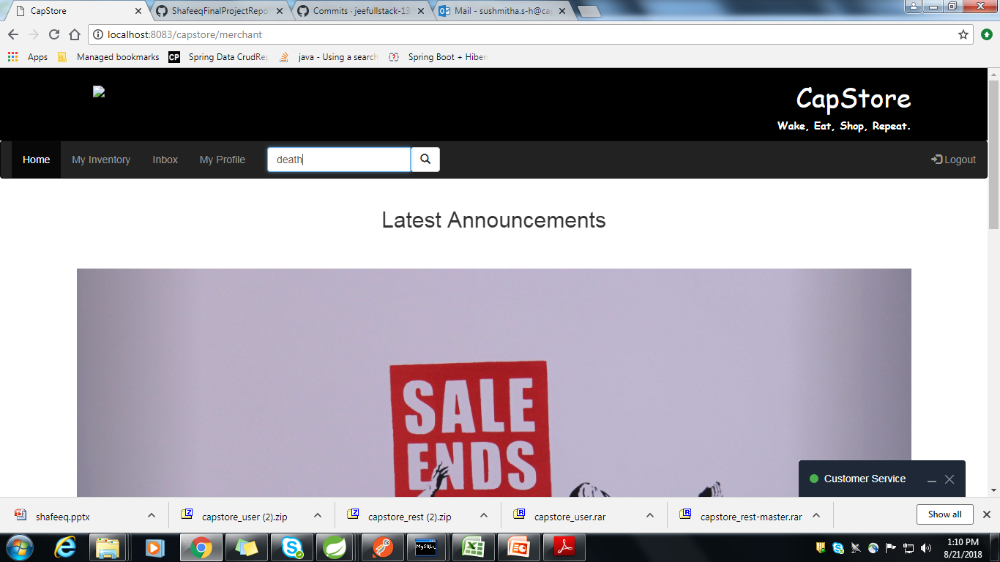 CapStore
ShafeeqFinalProjectRepo
Commits · jeefullstack-13
Mail - sushmitha.s-h@ca
localhost:8083/capstore/merchant
Apps
Managed bookmarks
CP
Spring Data CrudRep
java - Using a search
Spring Boot + Hiber
CapStore
Wake, Eat, Shop, Repeat.
Home
My Inventory
Inbox
My Profile
death
Logout
Latest Announcements
SALE
ENDS
Customer Service
shafeeq.pptx
capstore_user (2).zip
capstore_rest (2).zip
capstore_user.rar
capstore_rest-master.rar
Show all
MySQL
1:10 PM
8/21/2018